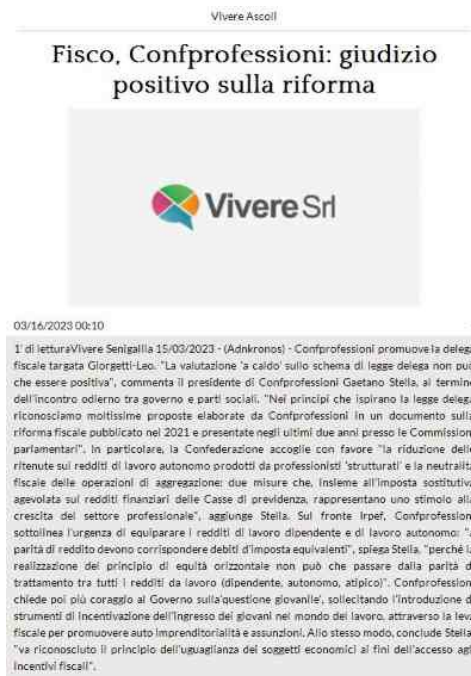 Vivere Ascoli
Fisco, Confprofessioni: giudizio
positivo sulla riforma
Vivere Srl
03/16/2023 00:10
1' di letturaVivere Senigallia 15/03/2023 - (Adnkronos) - Confprofessioni promuove la delega
fiscale targata Giorgetti-Leo. "La valutazione 'a caldo' sullo schema di legge delega non può
che essere positiva", commenta il presidente di Confprofessioni Gaetano Stella, al termine
dell'incontro odierno tra governo e parti sociali. "Nei principi che ispirano la legge delega
riconosciamo moltissime proposte elaborate da Confprofessioni in un documento sulla
riforma fiscale pubblicato nel 2021 e presentate negli ultimi due anni presso le Commissioni
parlamentari". In particolare, la Confederazione accoglie con favore "la riduzione delle
ritenute sui redditi di lavoro autonomo prodotti da professionisti 'strutturati' e la neutralità
fiscale delle operazioni di aggregazione: due misure che, insieme all'imposta sostitutiva
agevolata sui redditi finanziari delle Casse di previdenza, rappresentano uno stimolo alla
crescita del settore professionale", aggiunge Stella. Sul fronte Irpef, Confprofessioni
sottolinea l'urgenza di equiparare i redditi di lavoro dipendente e di lavoro autonomo: "a
parità di reddito devono corrispondere debiti d'imposta equivalenti", spiega Stella, "perché la
realizzazione del principio di equità orizzontale non può che passare dalla parità di
trattamento tra tutti i redditi da lavoro (dipendente, autonomo, atipico)". Confprofessioni
chiede poi più coraggio al Governo sulla'questione giovanile', sollecitando l'introduzione di
strumenti di incentivazione dell'ingresso dei giovani nel mondo del lavoro, attraverso la leva
fiscale per promuovere auto imprenditorialità e assunzioni. Allo stesso modo, conclude Stella,
"va riconosciuto il principio dell'uguaglianza dei soggetti economici ai fini dell'accesso agli
incentivi fiscali".